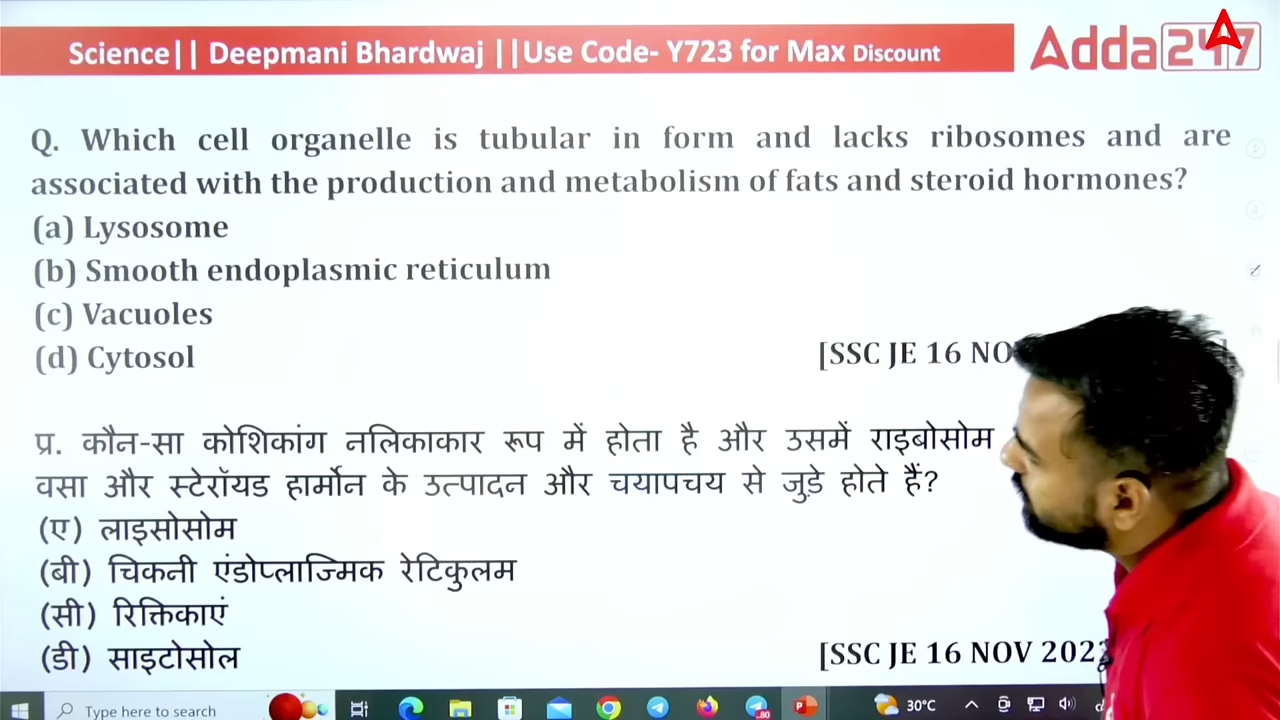 Science|| Deepmani Bhardwaj ||Use Code- Y723 for Max Discount
Adda 247
Q. Which cell organelle is tubular in form and lacks ribosomes and are
associated with the production and metabolism of fats and steroid hormones?
(a) Lysosome
(b) Smooth endoplasmic reticulum
(c) Vacuoles
(d) Cytosol
[SSC JE 16
प्र. कौन-सा कोशिकांग नलिकाकार रूप में होता है और उसमें राइबोसोम
वसा और स्टेरॉयड हार्मोन के उत्पादन और चयापचय से जुड़े होते हैं?
(ए) लाइसोसोम
(बी) चिकनी एंडोप्लाज्मिक रेटिकुलम
(सी) रिक्तिकाएं
(डी) साइटोसोल
[SSC JE 16 NOV
Type here to search
80
30°C